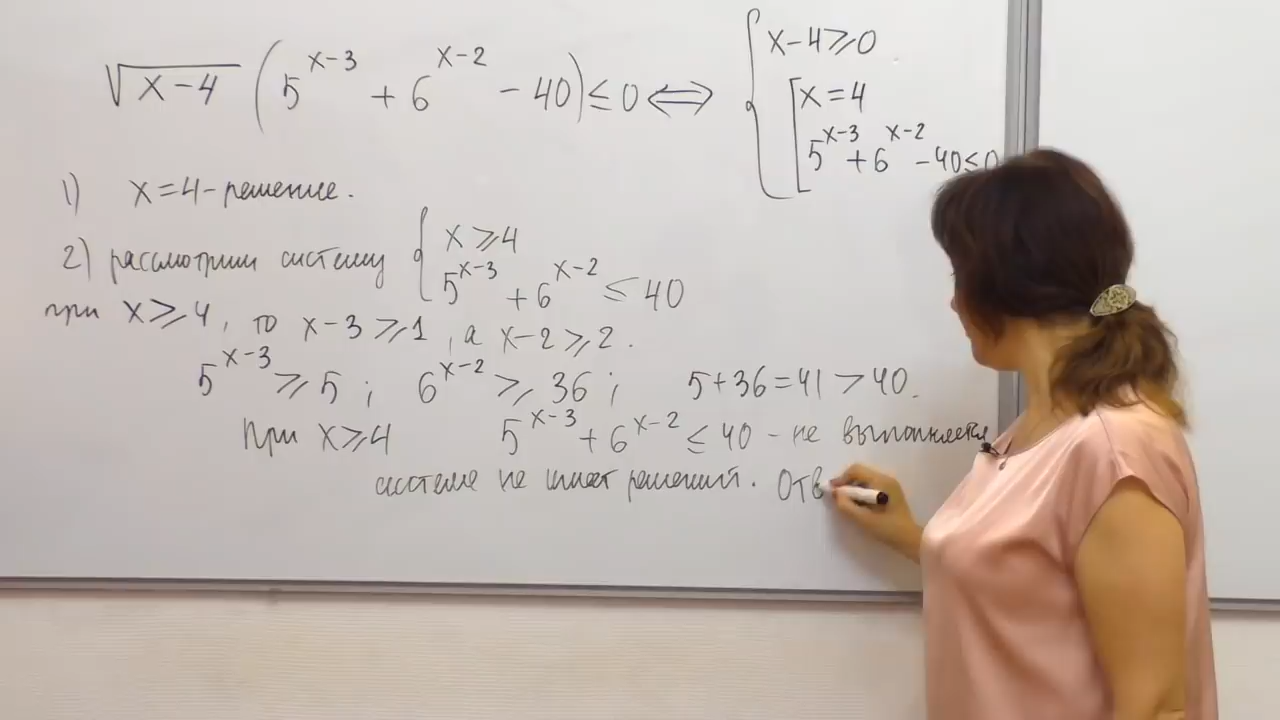 √(x-4) (5^(x-3) + 6^(x-2) - 40) ≤ 0 ⟺ { x-4 ⩾ 0
[ x = 4
5^(x-3) + 6^(x-2) - 40 ≤ 0
1) x = 4 - решение.
2) рассмотрим систему { x ⩾ 4
5^(x-3) + 6^(x-2) ≤ 40
при x ⩾ 4, то x-3 ⩾ 1, а x-2 ⩾ 2.
5^(x-3) ⩾ 5 ; 6^(x-2) ⩾ 36 ; 5+36 = 41 > 40.
При x ⩾ 4 5^(x-3) + 6^(x-2) ≤ 40 - не выполняется
система не имеет решений. Отв